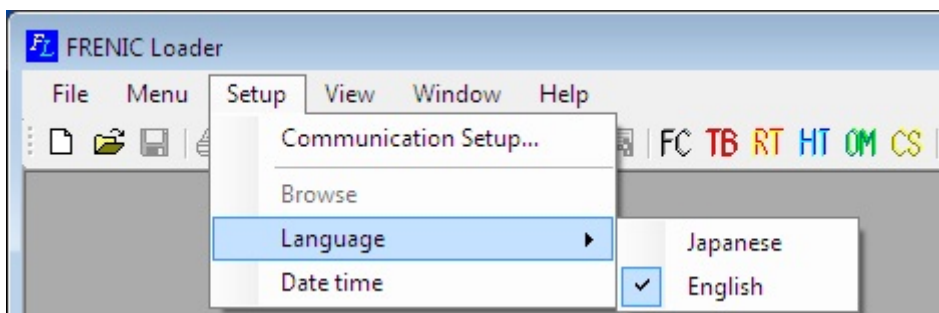 FL FRENIC Loader
File Menu Setup View Window Help
Communication Setup... FC TB RT HT OM CS
Browse
Language Japanese
Date time English